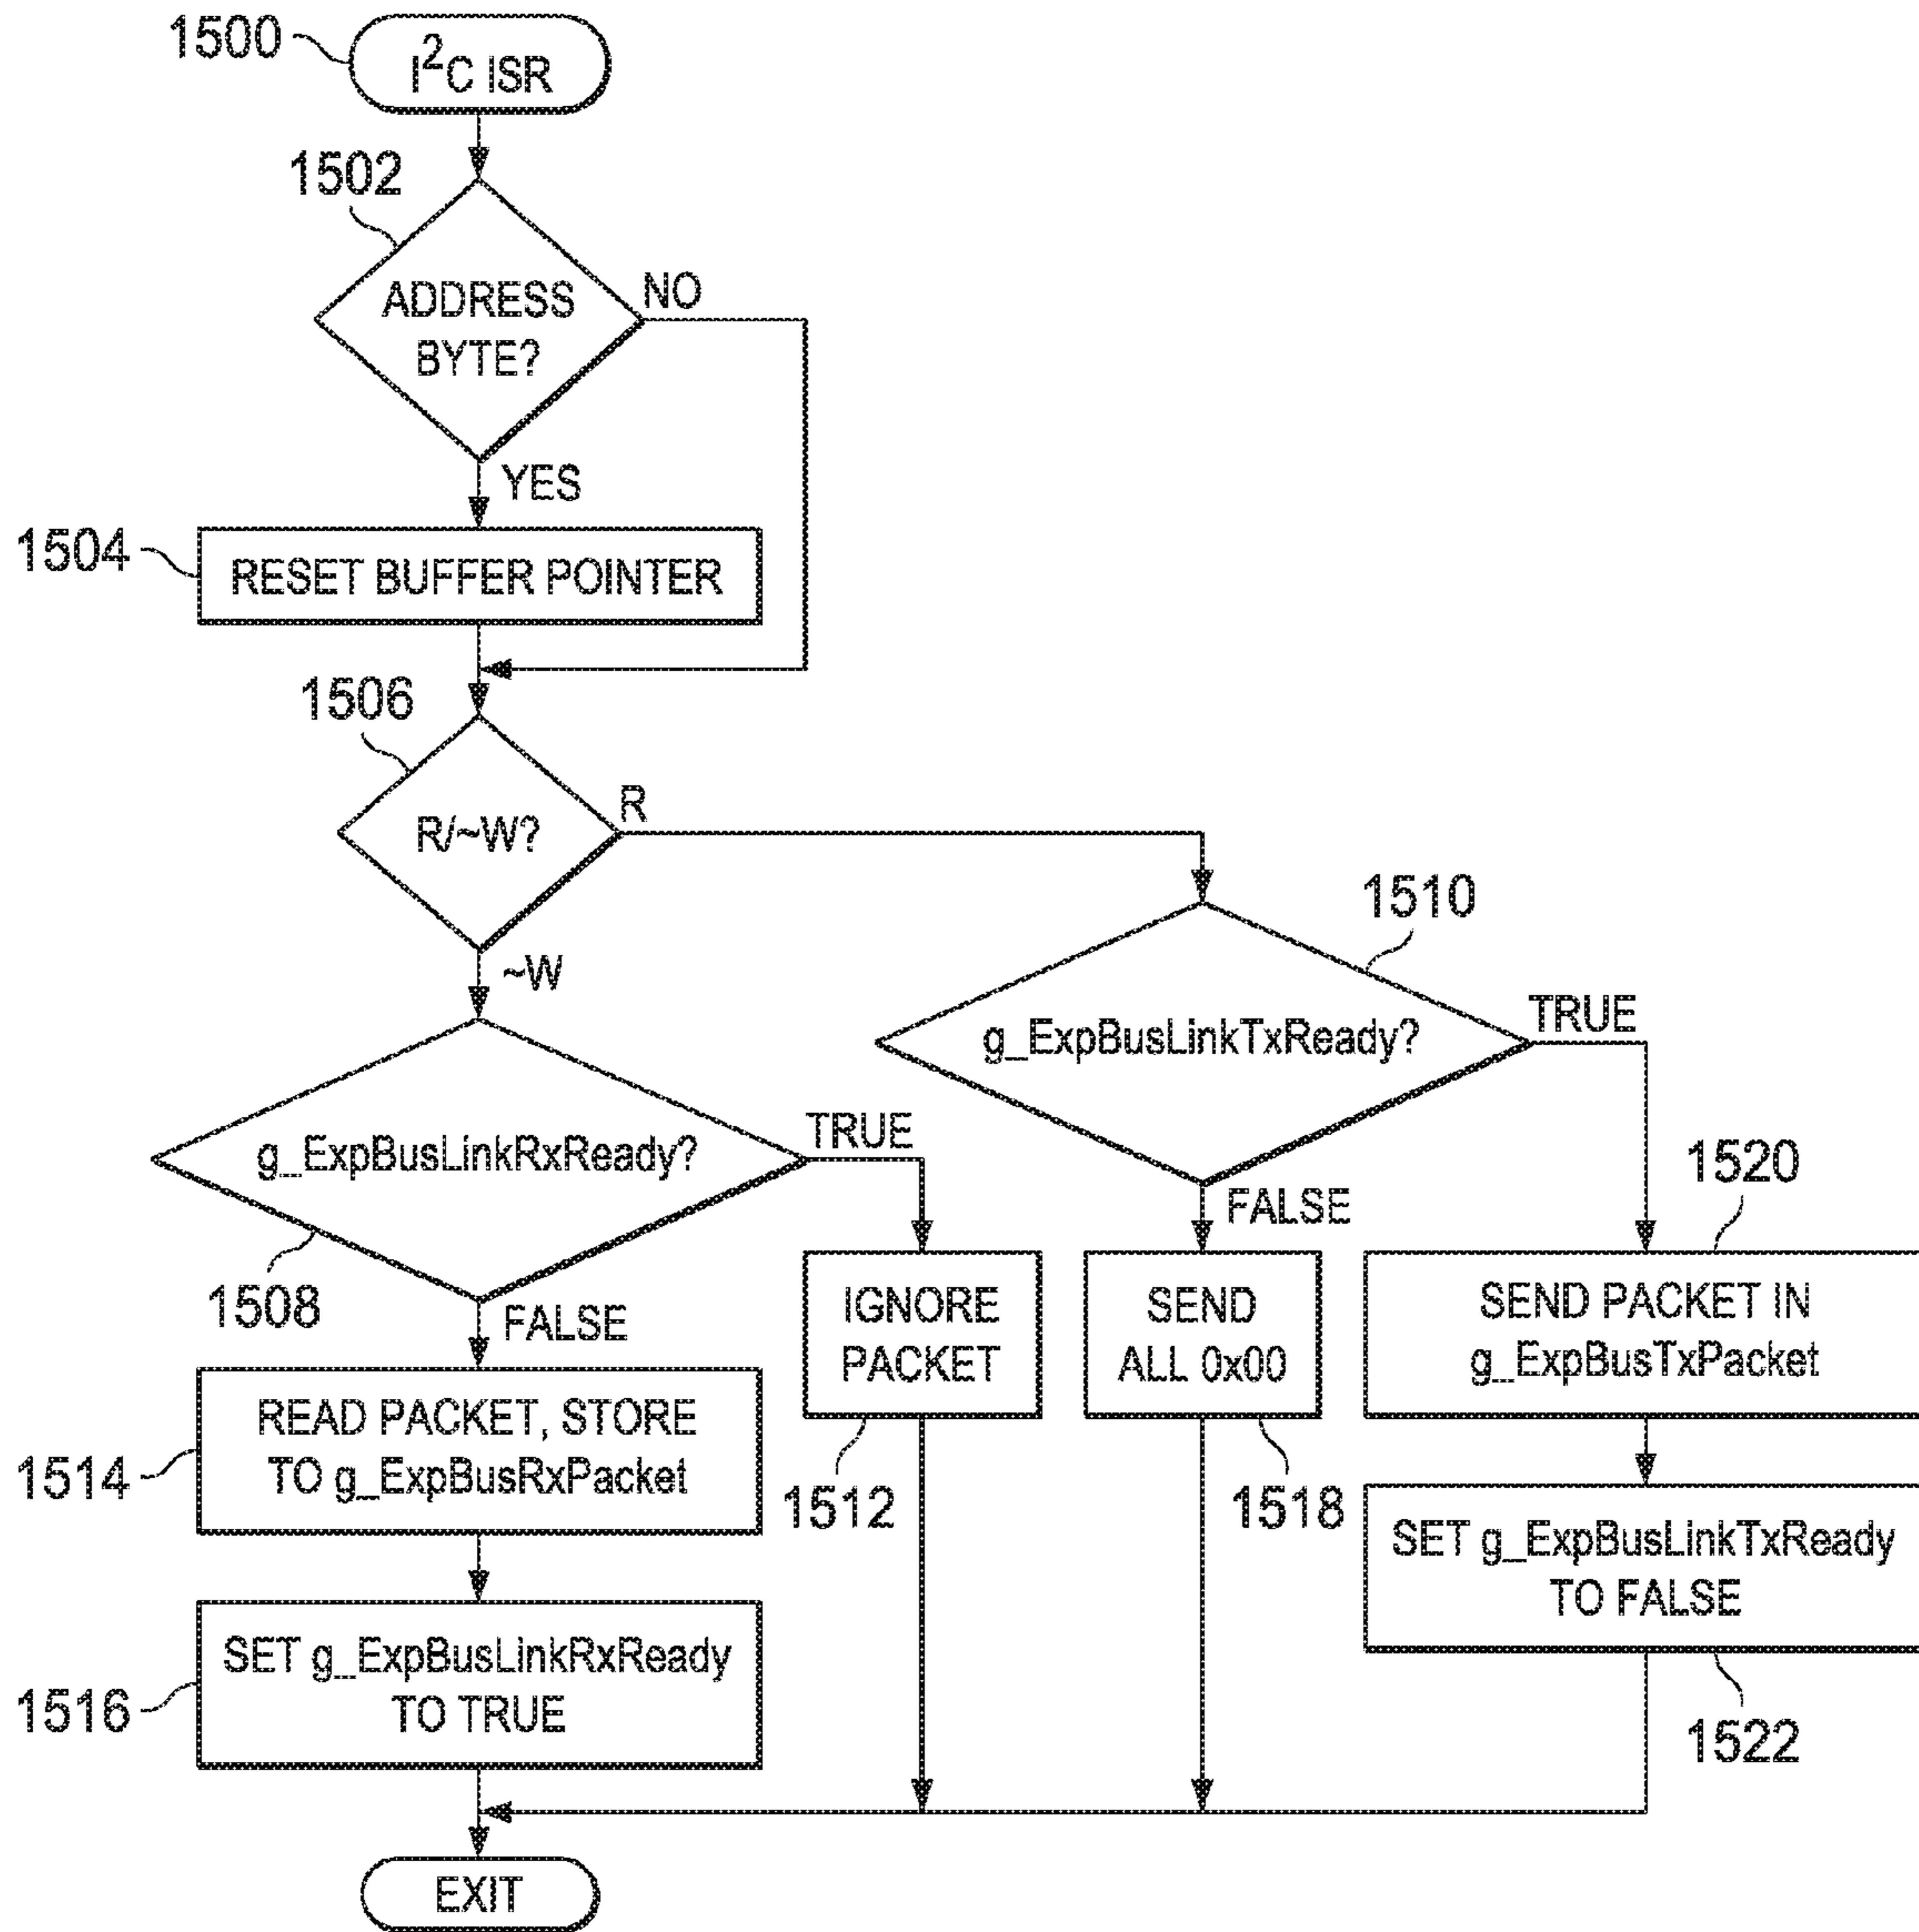 1500
I²C ISR
1502
ADDRESS
BYTE?
NO
YES
1504
RESET BUFFER POINTER
1506
R/~W?
R
~W
1510
g_ExpBusLinkTxReady?
TRUE
FALSE
g_ExpBusLinkRxReady?
TRUE
1508
FALSE
1520
IGNORE
PACKET
1512
SEND
ALL 0x00
1518
SEND PACKET IN
g_ExpBusTxPacket
1514
READ PACKET, STORE
TO g_ExpBusRxPacket
SET g_ExpBusLinkTxReady
TO FALSE
1522
1516
SET g_ExpBusLinkRxReady
TO TRUE
EXIT